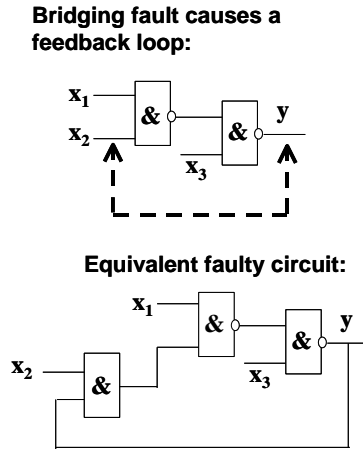 Bridging fault causes a
feedback loop:
x1
&
y
x2
&
x3
Equivalent faulty circuit:
x1
&
y
&
x2
x3
&